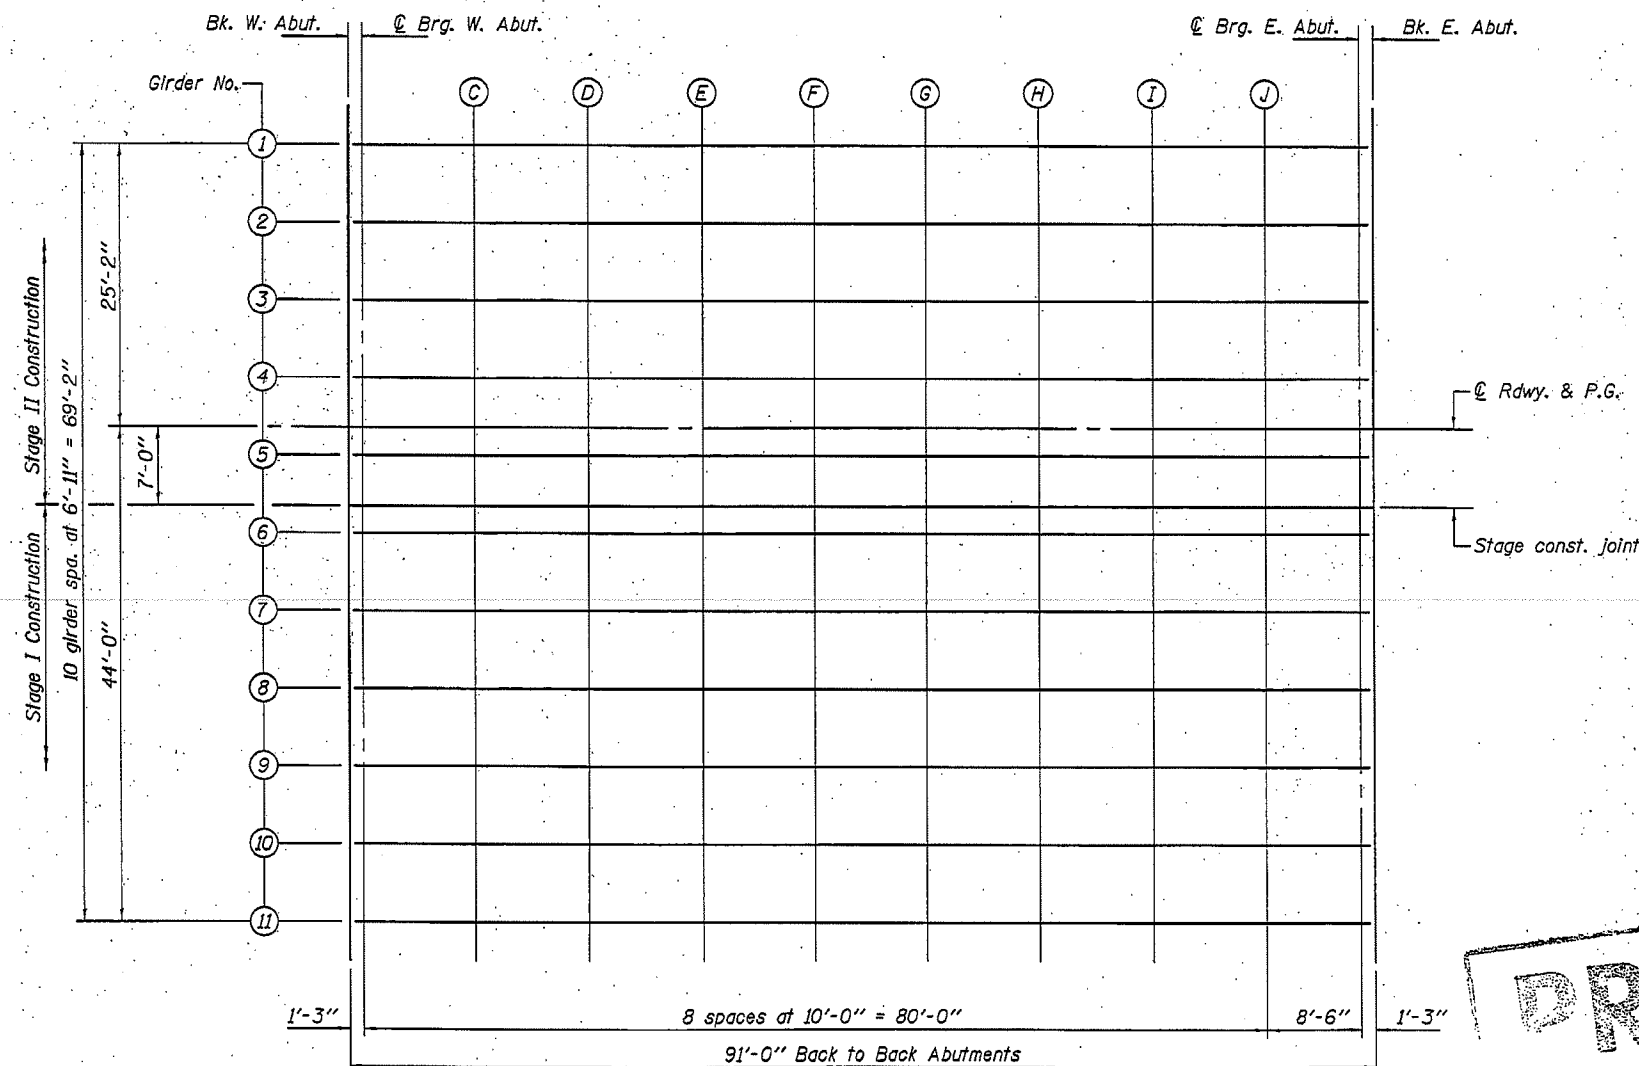 Bk. W. Abut.
℄ Brg. W. Abut.
℄ Brg. E. Abut.
Bk. E. Abut.
Girder No.
C D E F G H I J
1
2
3
4
5
6
7
8
9
10
11
Stage II Construction
Stage I Construction
10 girder spa. at 6'-11" = 69'-2"
25'-2"
44'-0"
7'-0"
℄ Rdwy. & P.G.
Stage const. joint
1'-3"
8 spaces at 10'-0" = 80'-0"
8'-6"
1'-3"
91'-0" Back to Back Abutments
PR